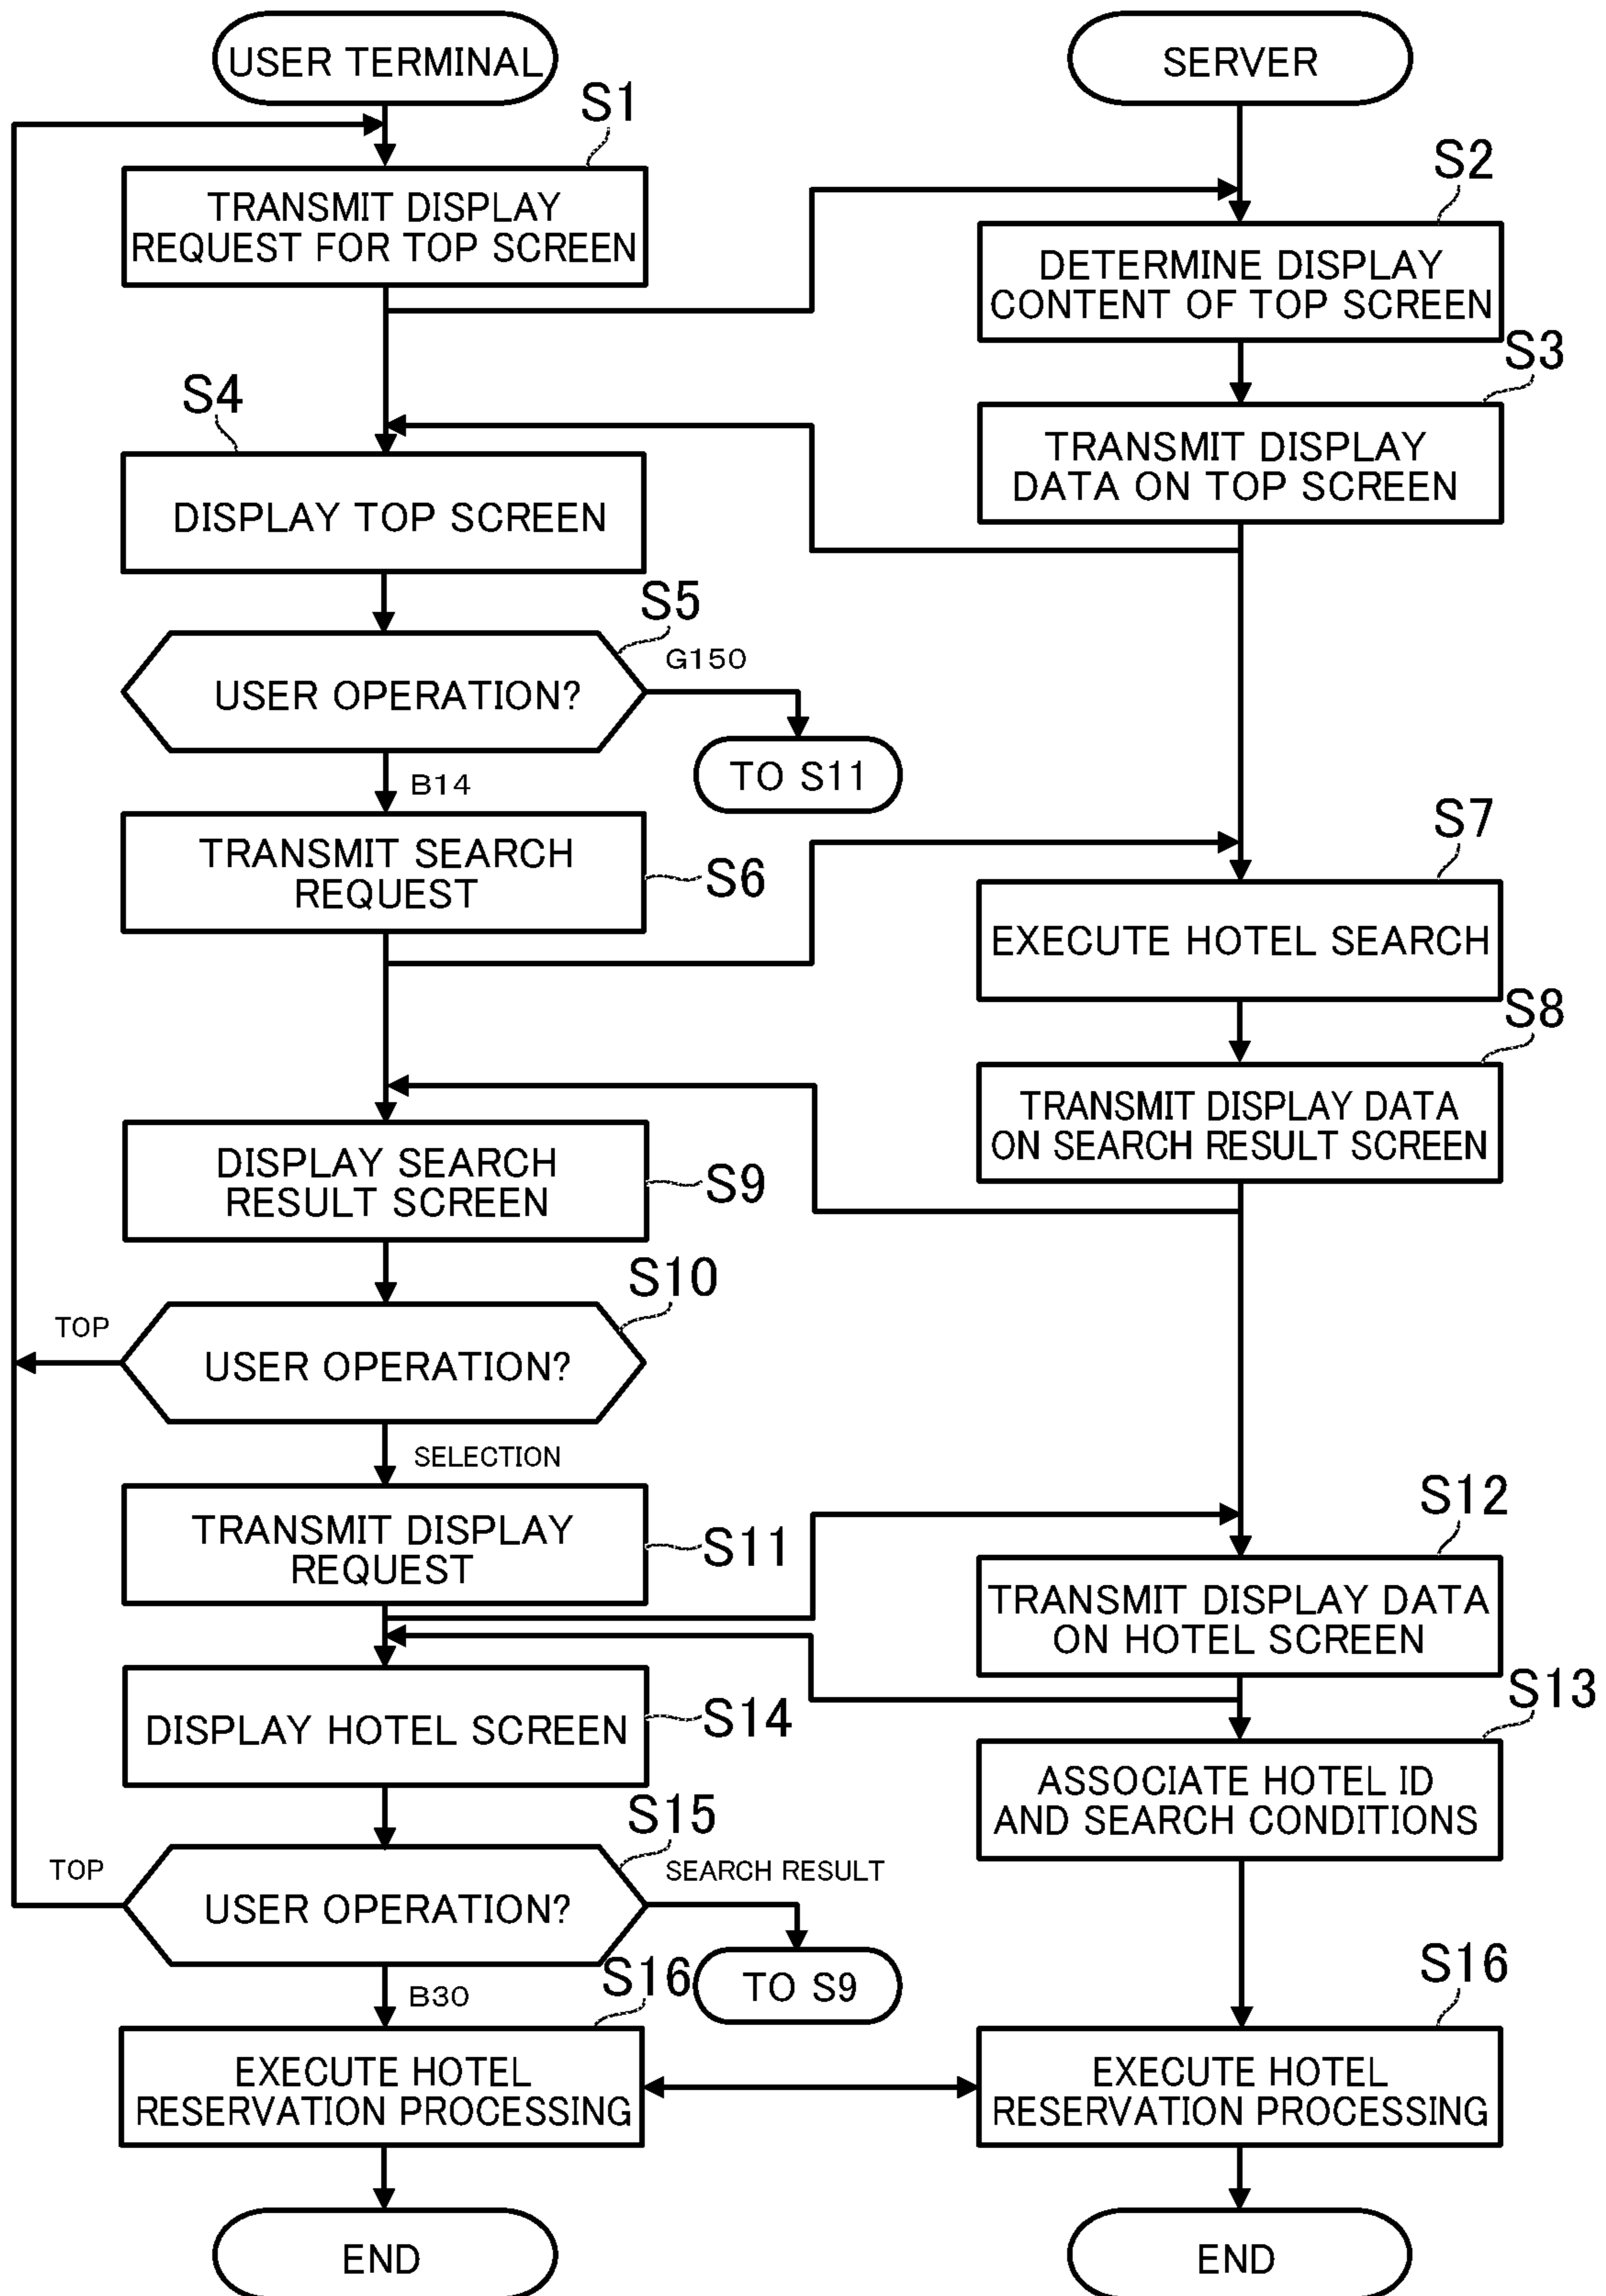 USER TERMINAL
SERVER
S1
TRANSMIT DISPLAY
REQUEST FOR TOP SCREEN
S2
DETERMINE DISPLAY
CONTENT OF TOP SCREEN
S3
TRANSMIT DISPLAY
DATA ON TOP SCREEN
S4
DISPLAY TOP SCREEN
S5
USER OPERATION?
G150
TO S11
B14
TRANSMIT SEARCH
REQUEST
S6
S7
EXECUTE HOTEL SEARCH
S8
TRANSMIT DISPLAY DATA
ON SEARCH RESULT SCREEN
DISPLAY SEARCH
RESULT SCREEN
S9
S10
TOP
USER OPERATION?
SELECTION
TRANSMIT DISPLAY
REQUEST
S11
S12
TRANSMIT DISPLAY DATA
ON HOTEL SCREEN
S13
ASSOCIATE HOTEL ID
AND SEARCH CONDITIONS
DISPLAY HOTEL SCREEN
S14
S15
TOP
USER OPERATION?
SEARCH RESULT
TO S9
B30
S16
EXECUTE HOTEL
RESERVATION PROCESSING
S16
EXECUTE HOTEL
RESERVATION PROCESSING
END
END